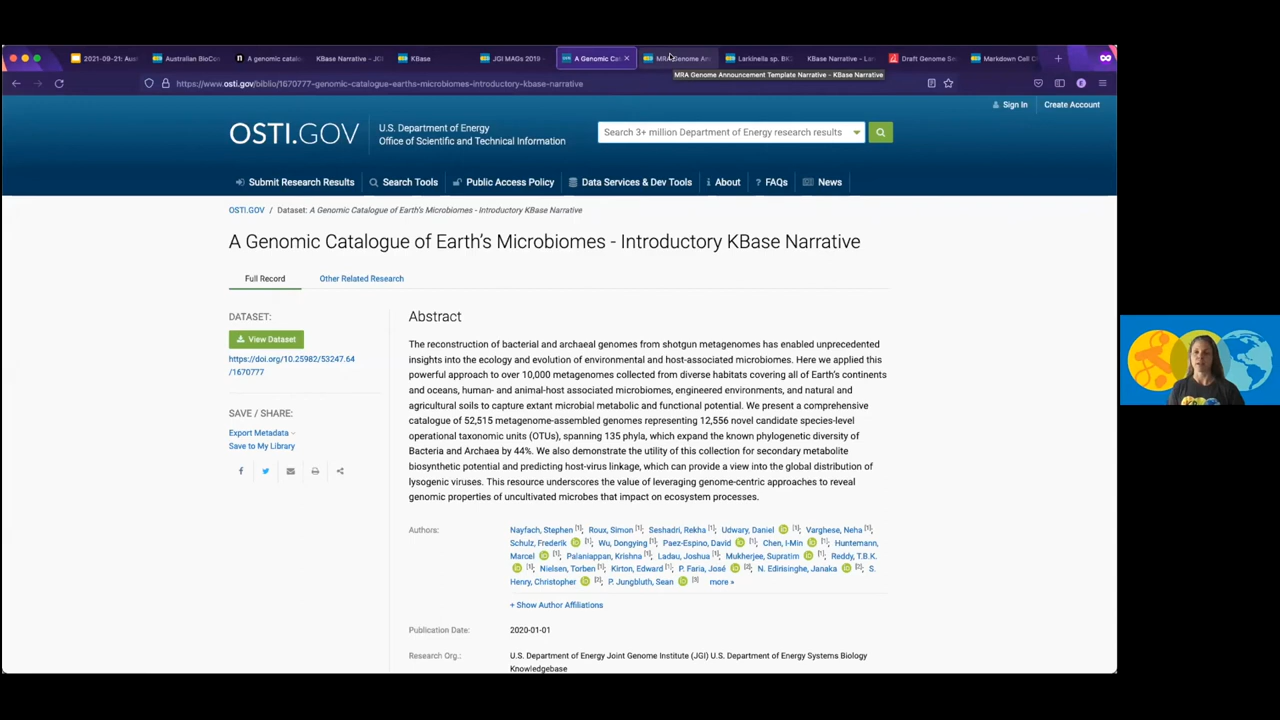 2021-09-21: Aus
Australian BioCo
A genomic catalo
KBase Narrative - JGI
KBase
JGI MAGs 2019 -
A Genomic Cat
MRA Genome Ann
Larkinella sp. BK
KBase Narrative - Lar
Draft Genome Se
Markdown Cell C
https://www.osti.gov/biblio/1670777-genomic-catalogue-earths-microbiomes-introductory-kbase-narrative
MRA Genome Announcement Template Narrative - KBase Narrative
Sign In
Create Account
OSTI.GOV
U.S. Department of Energy
Office of Scientific and Technical Information
Search 3+ million Department of Energy research results
Submit Research Results
Search Tools
Public Access Policy
Data Services & Dev Tools
About
FAQs
News
OSTI.GOV / Dataset: A Genomic Catalogue of Earth's Microbiomes - Introductory KBase Narrative
A Genomic Catalogue of Earth's Microbiomes - Introductory KBase Narrative
Full Record
Other Related Research
DATASET:
View Dataset
https://doi.org/10.25982/53247.64
/1670777
SAVE / SHARE:
Export Metadata
Save to My Library
Abstract
The reconstruction of bacterial and archaeal genomes from shotgun metagenomes has enabled unprecedented
insights into the ecology and evolution of environmental and host-associated microbiomes. Here we applied this
powerful approach to over 10,000 metagenomes collected from diverse habitats covering all of Earth's continents
and oceans, human- and animal-host associated microbiomes, engineered environments, and natural and
agricultural soils to capture extant microbial metabolic and functional potential. We present a comprehensive
catalogue of 52,515 metagenome-assembled genomes representing 12,556 novel candidate species-level
operational taxonomic units (OTUs), spanning 135 phyla, which expand the known phylogenetic diversity of
Bacteria and Archaea by 44%. We also demonstrate the utility of this collection for secondary metabolite
biosynthetic potential and predicting host-virus linkage, which can provide a view into the global distribution of
lysogenic viruses. This resource underscores the value of leveraging genome-centric approaches to reveal
genomic properties of uncultivated microbes that impact on ecosystem processes.
Authors:
Nayfach, Stephen [1]; Roux, Simon [1]; Seshadri, Rekha [1]; Udwary, Daniel [1]; Varghese, Neha [1];
Schulz, Frederik [1]; Wu, Dongying [1]; Paez-Espino, David [1]; Chen, I-Min [1]; Huntemann,
Marcel [1]; Palaniappan, Krishna [1]; Ladau, Joshua [1]; Mukherjee, Supratim [1]; Reddy, T.B.K.
[1]; Nielsen, Torben [1]; Kirton, Edward [1]; P. Faria, José [2]; N. Edirisinghe, Janaka [2]; S.
Henry, Christopher [2]; P. Jungbluth, Sean [3] more »
+ Show Author Affiliations
Publication Date:
2020-01-01
Research Org.:
U.S. Department of Energy Joint Genome Institute (JGI) U.S. Department of Energy Systems Biology
Knowledgebase